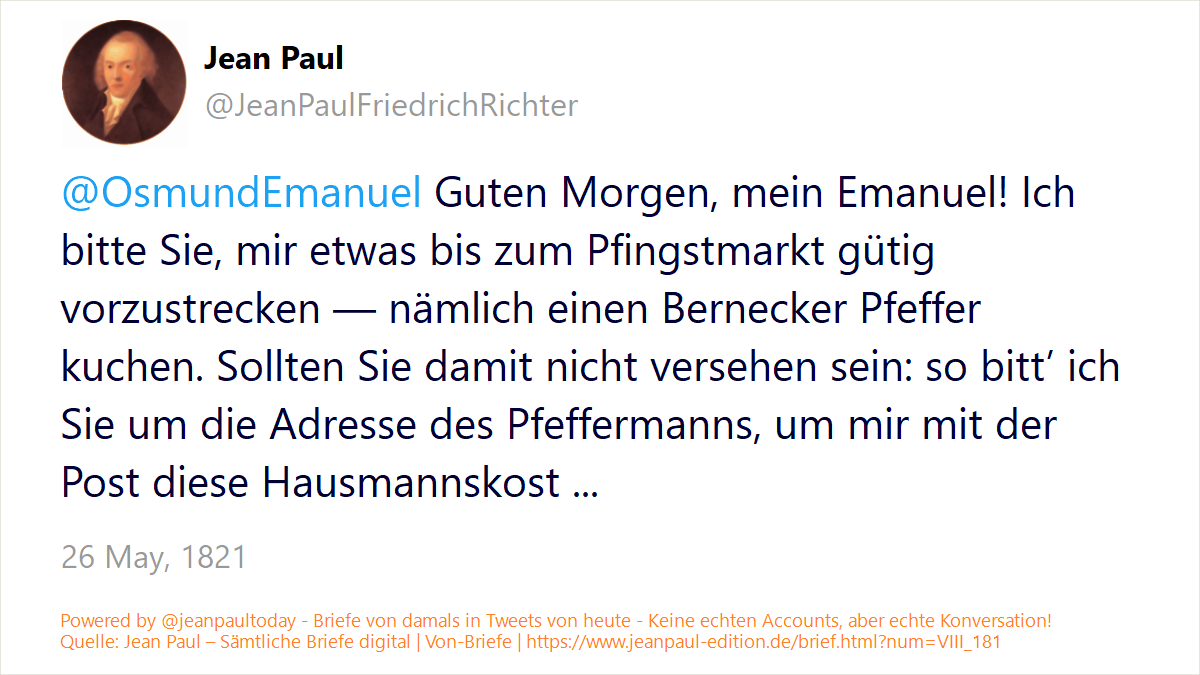 Jean Paul
@JeanPaulFriedrichRichter
@OsmundEmanuel Guten Morgen, mein Emanuel! Ich
bitte Sie, mir etwas bis zum Pfingstmarkt gütig
vorzustrecken — nämlich einen Bernecker Pfeffer
kuchen. Sollten Sie damit nicht versehen sein: so bitt’ ich
Sie um die Adresse des Pfeffermanns, um mir mit der
Post diese Hausmannskost ...
26 May, 1821
Powered by @jeanpaultoday - Briefe von damals in Tweets von heute - Keine echten Accounts, aber echte Konversation!
Quelle: Jean Paul – Sämtliche Briefe digital | Von-Briefe | https://www.jeanpaul-edition.de/brief.html?num=VIII_181